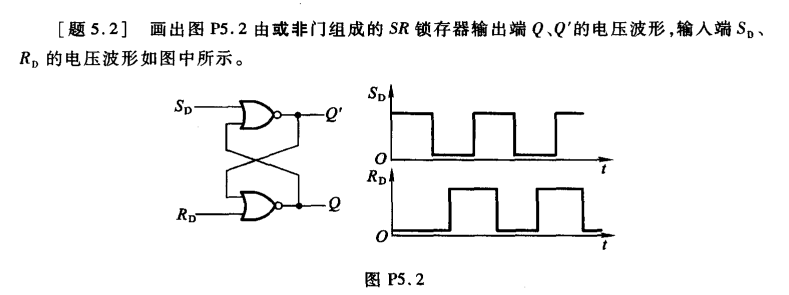 [题5.2] 画出图 P5.2 由或非门组成的 SR 锁存器输出端 Q、Q′的电压波形,输入端 S_D、
R_D 的电压波形如图中所示。
S_D
Q′
R_D
Q
S_D
O
t
R_D
O
t
图 P5.2